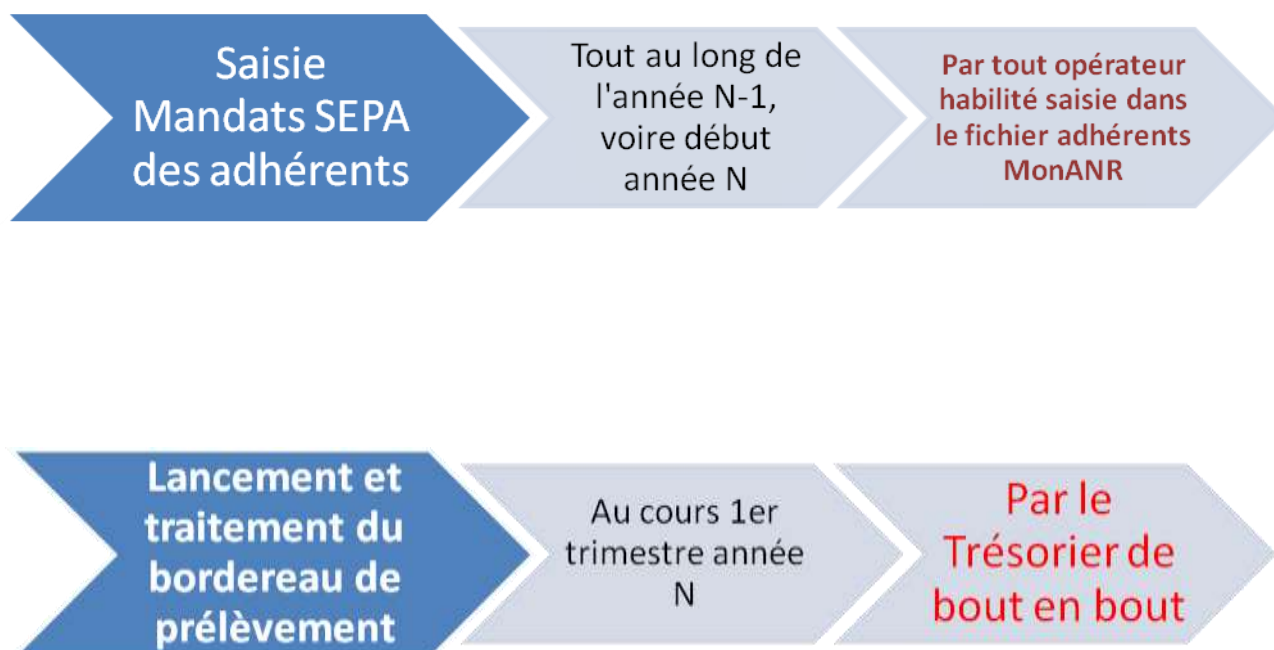 Saisie
Mandats SEPA
des adhérents
Tout au long de
l'année N-1,
voire début
année N
Par tout opérateur
habilité saisie dans
le fichier adhérents
MonANR
Lancement et
traitement du
bordereau de
prélèvement
Au cours 1er
trimestre année
N
Par le
Trésorier de
bout en bout